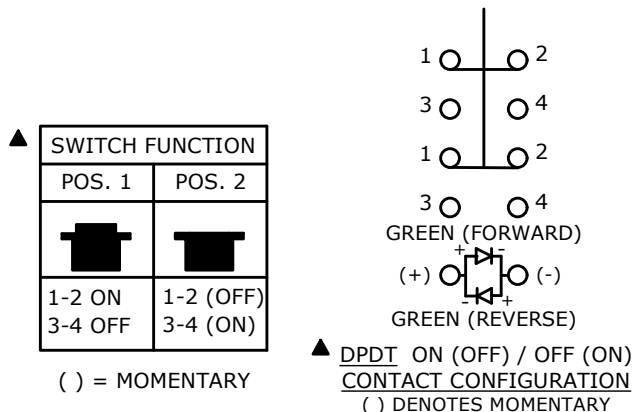 SWITCH FUNCTION
POS. 1 POS. 2
1-2 ON 1-2 (OFF)
3-4 OFF 3-4 (ON)
( ) = MOMENTARY
1 2
3 4
1 2
3 4
GREEN (FORWARD)
+ -
(+) (-)
- +
GREEN (REVERSE)
DPDT ON (OFF) / OFF (ON)
CONTACT CONFIGURATION
( ) DENOTES MOMENTARY